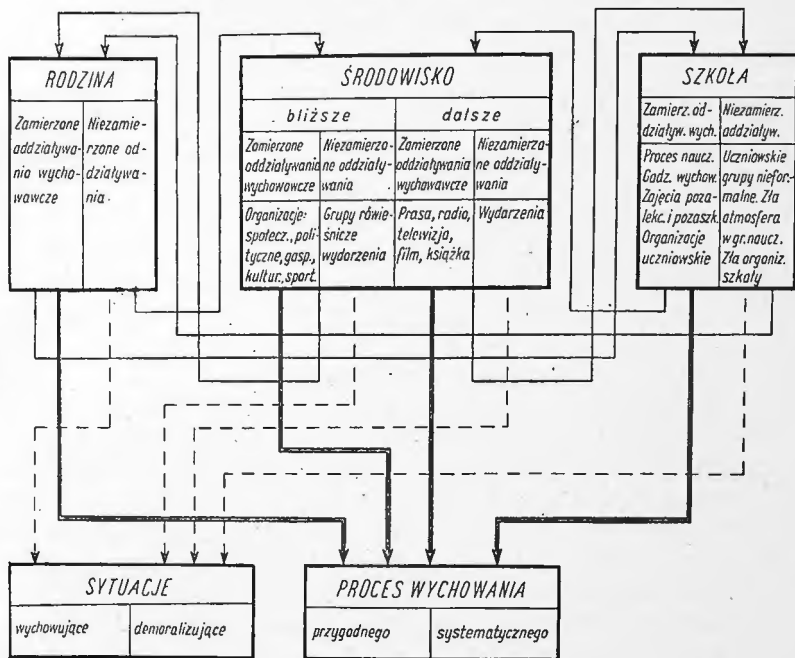 RODZINA
Zamierzone
oddziaływa-
nia wycho-
wawcze
Niezamie-
rzone od-
działywa-
nia.
ŚRODOWISKO
bliższe
dalsze
Zamierzone
oddziaływania
wychowawcze
Niezamierzo-
ne oddziały-
wania
Zamierzone
oddziaływania
wychowawcze
Niezamierzo-
ne oddziały-
wania
Organizacje:
społecz., poli-
tyczne, gosp.,
kultur., sport.
Grupy rówie-
śnicze
wydarzenia
Prasa, radio,
telewizja,
film, książka
Wydarzenia
SZKOŁA
Zamierz. od-
działyw. wych.
Niezamierz.
oddziaływ.
Proces naucz.
Godz. wychow.
Zajęcia poza-
lekc. i pozaszk.
Organizacje
uczniowskie
Uczniowskie
grupy niefor-
malne. Zła
atmosfera
w gr. naucz.
Zła organiz.
szkoły
SYTUACJE
wychowujące
demoralizujące
PROCES WYCHOWANIA
przygodnego
systematycznego